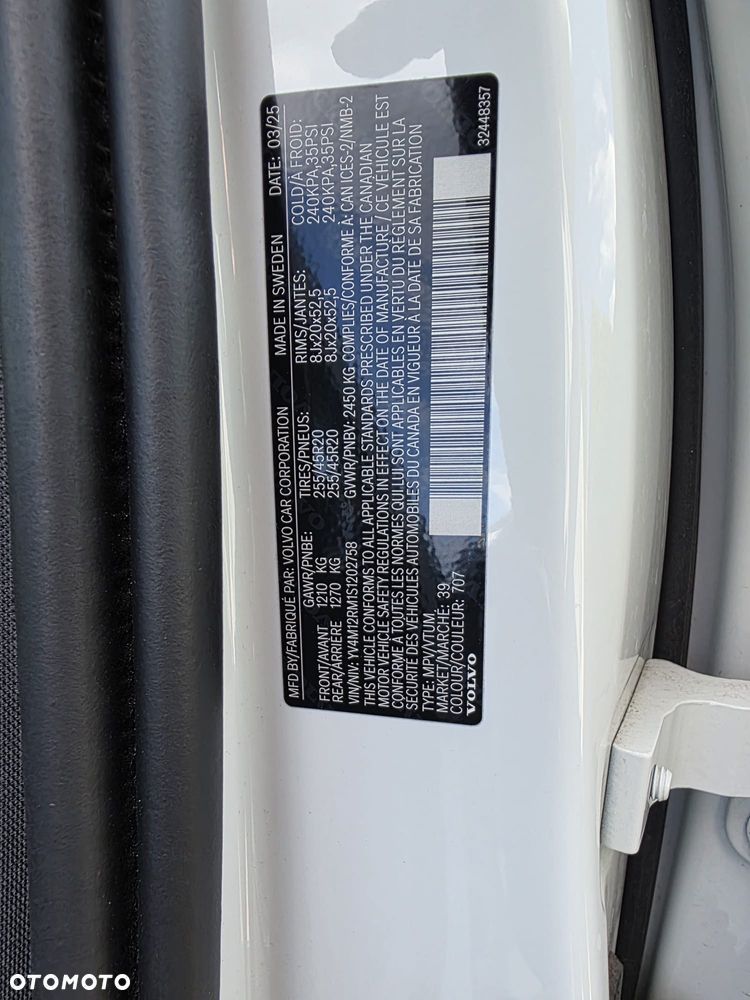 MFD BY/FABRIQUÉ PAR: VOLVO CAR CORPORATION MADE IN SWEDEN DATE: 03/25
GAWR/PNBE: TIRES/PNEUS: RIMS/JANTES: COLD/À FROID:
FRONT/AVANT 1210 KG 255/45R20 8Jx20x52,5 240KPA,35PSI
REAR/ARRIÈRE 1270 KG 255/45R20 8Jx20x52,5 240KPA,35PSI
VIN/NIV: YV4M12RM1S1202758 GVWR/PNBV: 2450 KG COMPLIES/CONFORME À: CAN ICES-2/NMB-2
THIS VEHICLE CONFORMS TO ALL APPLICABLE STANDARDS PRESCRIBED UNDER THE CANADIAN
MOTOR VEHICLE SAFETY REGULATIONS IN EFFECT ON THE DATE OF MANUFACTURE / CE VÉHICULE EST
CONFORME À TOUTES LES NORMES QUI LUI SONT APPLICABLES EN VERTU DU RÈGLEMENT SUR LA
SÉCURITÉ DES VÉHICULES AUTOMOBILES DU CANADA EN VIGUEUR À LA DATE DE SA FABRICATION
TYPE: MPV/VTUM,
MARKET/MARCHÉ: 39
COLOUR/COULEUR: 707
VOLVO 32448357
OTOMOTO